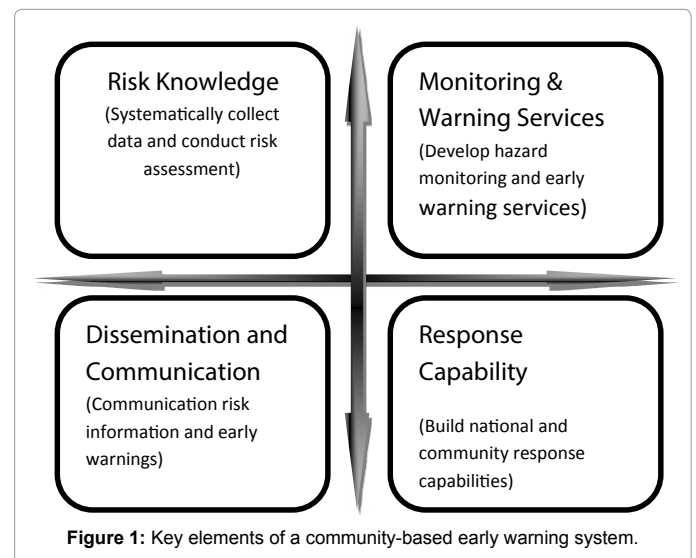 Risk Knowledge
(Systematically collect
data and conduct risk
assessment)
Monitoring &
Warning Services
(Develop hazard
monitoring and early
warning services)
Dissemination and
Communication
(Communication risk
information and early
warnings)
Response
Capability
(Build national and
community response
capabilities)
Figure 1: Key elements of a community-based early warning system.